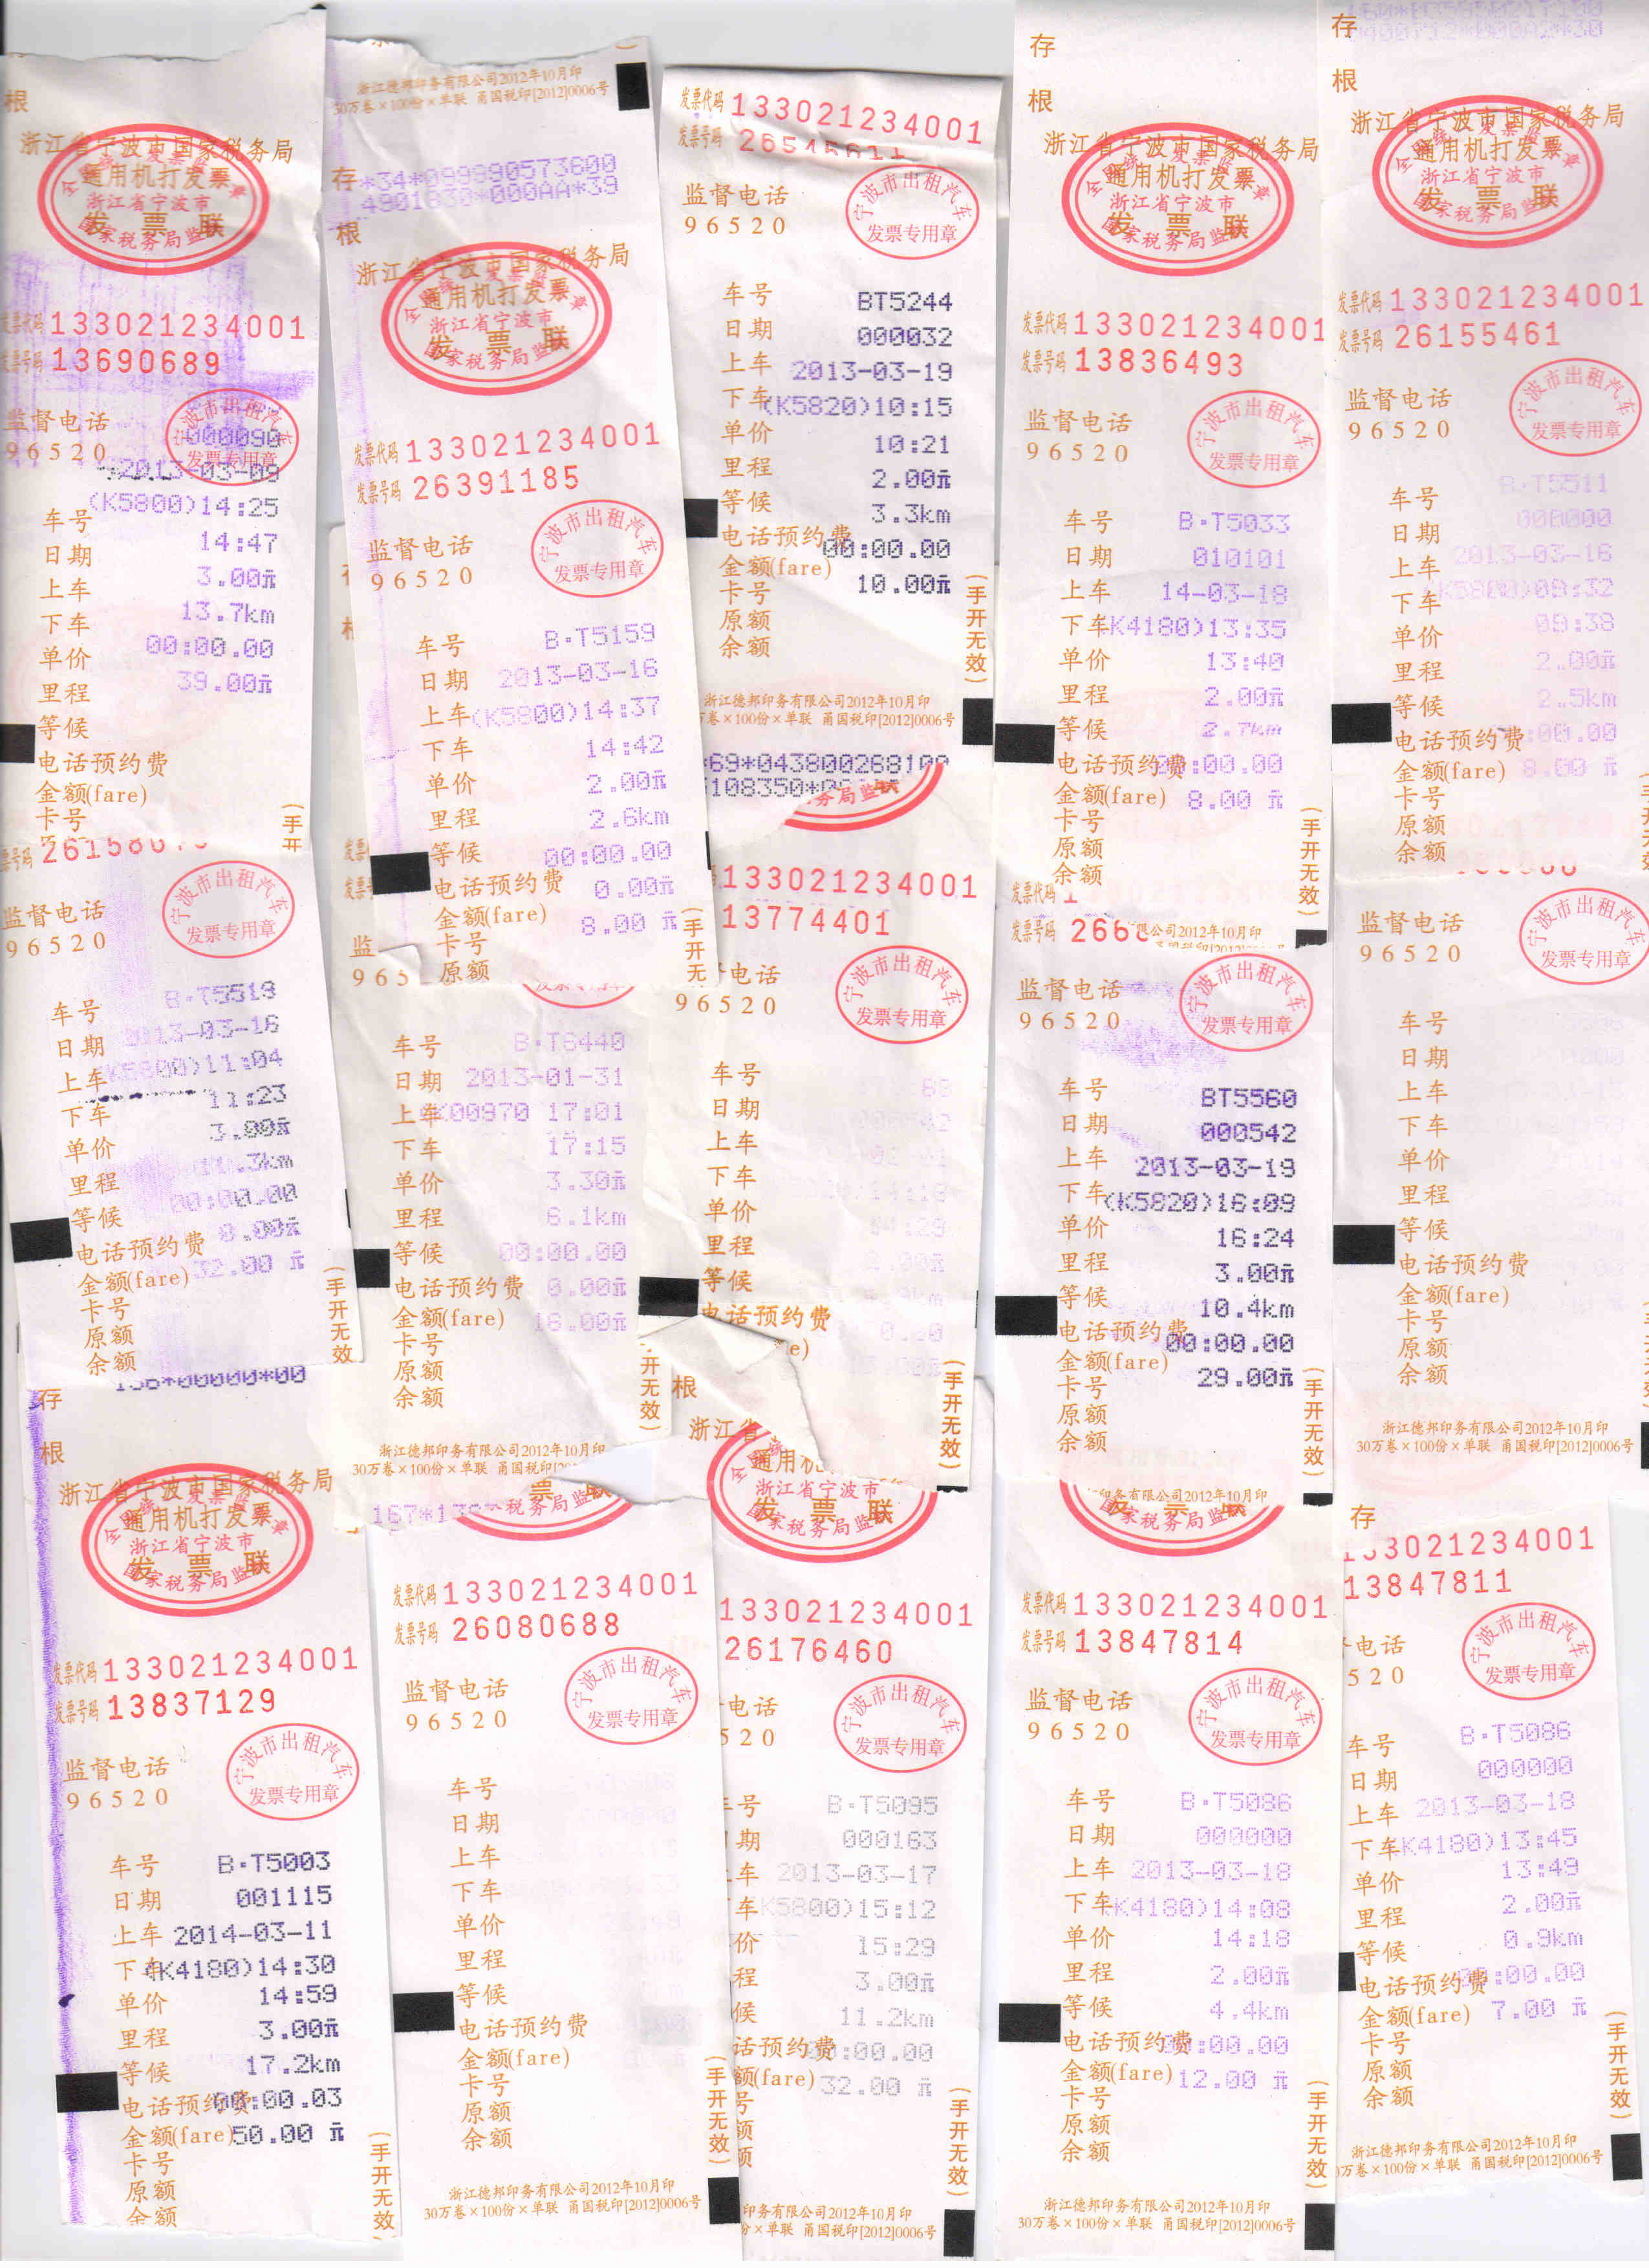 根
浙江省宁波市国家税务局
通用机打发票
浙江省宁波市
发票联
国家税务局监制
发票代码 133021234001
发票号码 13690689
监督电话
96520
宁波市出租汽车
发票专用章
000090
2013-03-09
(K5800)14:25
车号
14:47
日期
3.00元
上车
13.7km
下车
00:00.00
单价
39.00元
里程
等候
电话预约费
金额(fare)
卡号
(手开
浙江德邦印务有限公司2012年10月印
30万卷×100份×单联 甬国税印[2012]0006号
存
*34*099990573600
4901830*000AA*39
根
浙江省宁波市国家税务局
通用机打发票
浙江省宁波市
发票联
国家税务局监制
发票代码 133021234001
发票号码 26391185
监督电话
96520
宁波市出租汽车
发票专用章
车号 B·T5159
日期 2013-03-16
上车 (K5800)14:37
下车 14:42
单价 2.00元
里程 2.6km
等候 00:00.00
电话预约费 0.00元
金额(fare) 8.00 元
卡号
原额
(手开无
发票代码 133021234001
发票号码
监督电话
96520
宁波市出租汽车
发票专用章
车号 BT5244
日期 000032
上车 2013-03-19
下车 (K5820)10:15
单价 10:21
里程 2.00元
等候 3.3km
电话预约费 00:00.00
金额(fare) 10.00元
卡号
原额
余额
(手开无效)
浙江德邦印务有限公司2012年10月印
万卷×100份×单联 甬国税印[2012]0006号
69*043800268100
108350*0
存
根
浙江省宁波市国家税务局
通用机打发票
浙江省宁波市
发票联
国家税务局监制
发票代码 133021234001
发票号码 13836493
监督电话
96520
宁波市出租汽车
发票专用章
车号 B·T5033
日期 010101
上车 14-03-18
下车 K4180)13:35
单价 13:40
里程 2.00元
等候 2.7km
电话预约费 :00.00
金额(fare) 8.00 元
卡号
原额
余额
(手开无效)
存
根
浙江省宁波市国家税务局
通用机打发票
浙江省宁波市
发票联
国家税务局监制
发票代码 133021234001
发票号码 26155461
监督电话
96520
宁波市出租汽车
发票专用章
车号 B·T5511
日期 000000
上车 2013-03-16
下车 K5800)09:32
单价 09:38
里程 2.00元
等候 2.5km
电话预约费 :00.00
金额(fare) 8.00 元
卡号
原额
余额
监督电话
96520
宁波市出租汽车
发票专用章
车号 B·T5519
日期 2013-03-16
上车 K5800)11:04
下车 11:23
单价 3.00元
里程 11.3km
等候 00:00.00
电话预约费 0.00元
金额(fare) 32.00 元
卡号
原额
余额
(手开无效)
监
965
车号 B·T6440
日期 2013-01-31
上车 K00970 17:01
下车 17:15
单价 3.30元
里程 6.1km
等候 00:00.00
电话预约费 0.00元
金额(fare) 18.00元
卡号
原额
余额
开无效)
浙江德邦印务有限公司2012年10月印
30万卷×100份×单联 甬国税印
133021234001
13774401
电话
96520
宁波市出租汽车
发票专用章
车号
日期
上车
下车
单价
里程
等候
电话预约费
(手开无效)
发票代码
发票号码 266
限公司2012年10月印
监督电话
96520
宁波市出租汽车
发票专用章
车号 BT5560
日期 000542
上车 2013-03-19
下车 (K5820)16:09
单价 16:24
里程 3.00元
等候 10.4km
电话预约费 00:00.00
金额(fare) 29.00元
卡号
原额
余额
(手开无效)
印务有限公司2012年10月印
监督电话
96520
宁波市出租汽车
发票专用章
车号
日期
上车
下车
单价
里程
等候
电话预约费
金额(fare)
卡号
原额
余额
浙江德邦印务有限公司2012年10月印
30万卷×100份×单联 甬国税印[2012]0006号
存
根
浙江省宁波市国家税务局
通用机打发票
浙江省宁波市
发票联
国家税务局监制
发票代码 133021234001
发票号码 13837129
监督电话
96520
宁波市出租汽车
发票专用章
车号 B·T5003
日期 001115
上车 2014-03-11
下车 (K4180)14:30
单价 14:59
里程 3.00元
等候 17.2km
电话预约费 00:00.03
金额(fare) 50.00 元
卡号
原额
余额
(手开无效)
发票代码 133021234001
发票号码 26080688
监督电话
96520
宁波市出租汽车
发票专用章
车号
日期
上车
下车
单价
里程
等候
电话预约费
金额(fare)
卡号
原额
余额
(手开无效)
浙江德邦印务有限公司2012年10月印
30万卷×100份×单联 甬国税印[2012]0006号
根
浙江省
通用机
浙江省宁波市
发票联
国家税务局监制
133021234001
26176460
电话
520
宁波市出租汽车
发票专用章
号 B·T5095
期 000163
车 2013-03-17
车 K5800)15:12
价 15:29
程 3.00元
候 11.2km
话预约费 :00.00
额(fare) 32.00 元
号
额
额
(手开无效)
印务有限公司2012年10月印
份×单联 甬国税印[2012]0006号
发票代码 133021234001
发票号码 13847814
监督电话
96520
宁波市出租汽车
发票专用章
车号 B·T5086
日期 000000
上车 2013-03-18
下车 K4180)14:08
单价 14:18
里程 2.00元
等候 4.4km
电话预约费 :00.00
金额(fare) 12.00 元
卡号
原额
余额
(手开无效)
浙江德邦印务有限公司2012年10月印
30万卷×100份×单联 甬国税印[2012]0006号
存
3021234001
13847811
电话
520
宁波市出租汽车
发票专用章
车号 B·T5086
日期 000000
上车 2013-03-18
下车 K4180)13:45
单价 13:49
里程 2.00元
等候 0.9km
电话预约费 :00.00
金额(fare) 7.00 元
卡号
原额
余额
(手开无效)
浙江德邦印务有限公司2012年10月印
万卷×100份×单联 甬国税印[2012]0006号